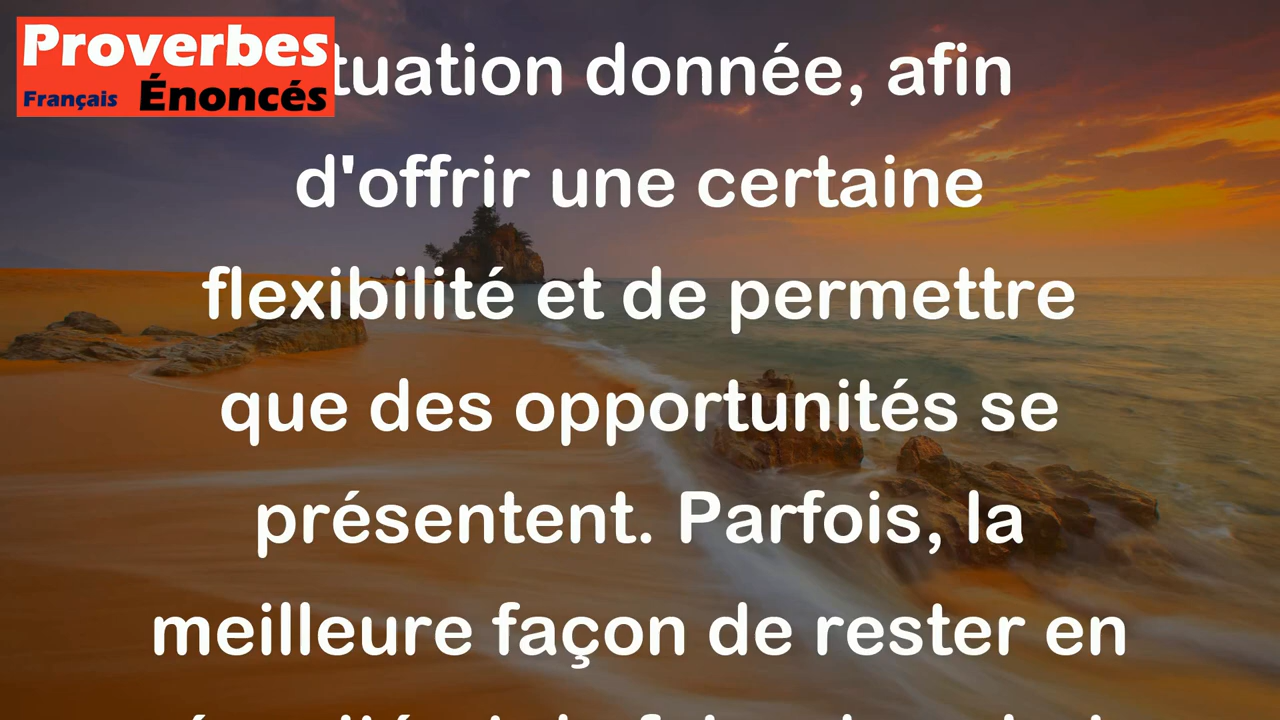 Proverbes
Français Énoncés
tuation donnée, afin
d'offrir une certaine
flexibilité et de permettre
que des opportunités se
présentent. Parfois, la
meilleure façon de rester en